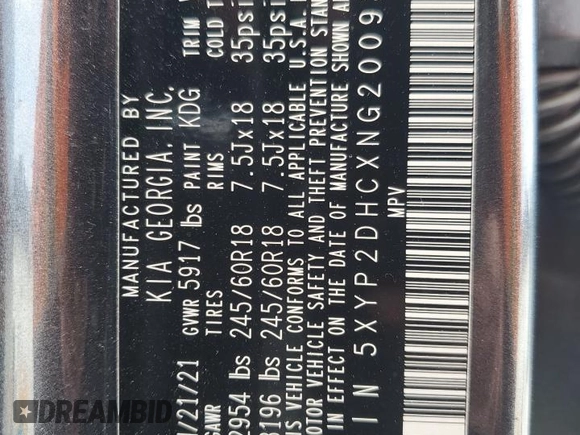 MANUFACTURED BY
KIA GEORGIA, INC.
/21/21 GVWR 5917 lbs PAINT KDG TRIM
GAWR TIRES RIMS COLD
2954 lbs 245/60R18 7.5Jx18 35psi
3196 lbs 245/60R18 7.5Jx18 35psi
VEHICLE CONFORMS TO ALL APPLICABLE U.S.A.
VEHICLE SAFETY AND THEFT PREVENTION
IN EFFECT ON THE DATE OF MANUFACTURE SHOWN
IN 5XYP2DHCXNG2009
MPV
DREAMBID